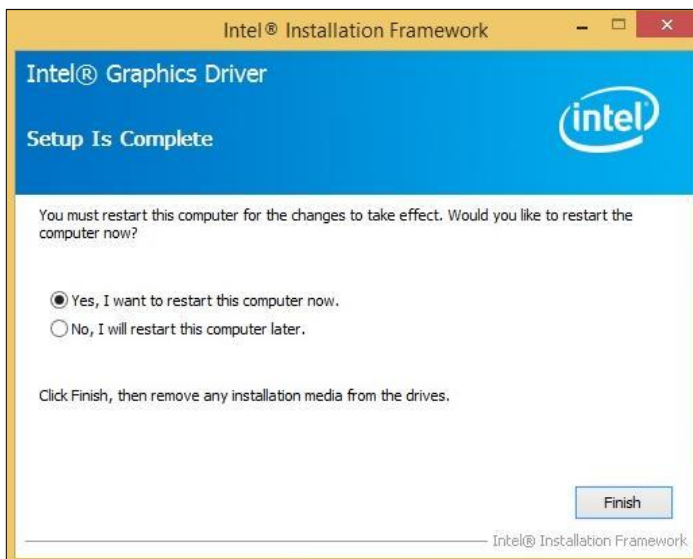 Intel® Installation Framework
Intel® Graphics Driver
intel
Setup Is Complete
You must restart this computer for the changes to take effect. Would you like to restart the
computer now?
Yes, I want to restart this computer now.
No, I will restart this computer later.
Click Finish, then remove any installation media from the drives.
Finish
Intel® Installation Framework